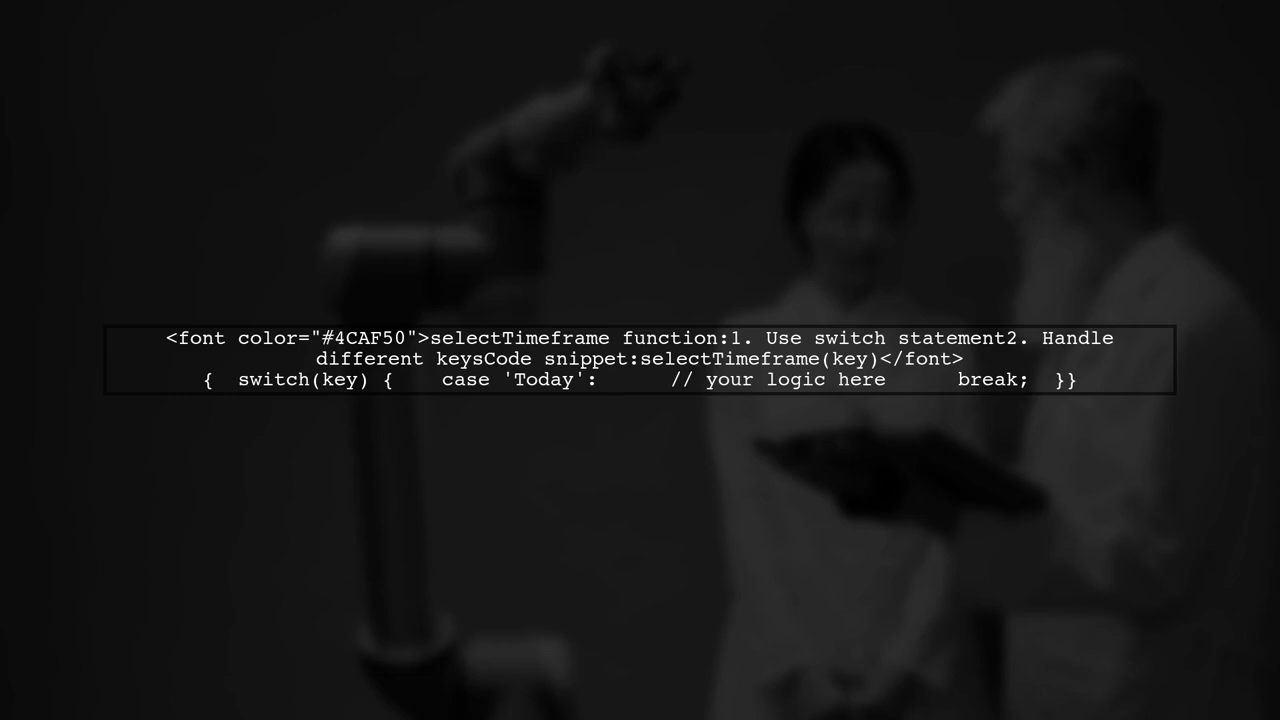 <font color="#4CAF50">selectTimeframe function:1. Use switch statement2. Handle
different keysCode snippet:selectTimeframe(key)</font>
{  switch(key) {    case 'Today':      // your logic here      break;  }}